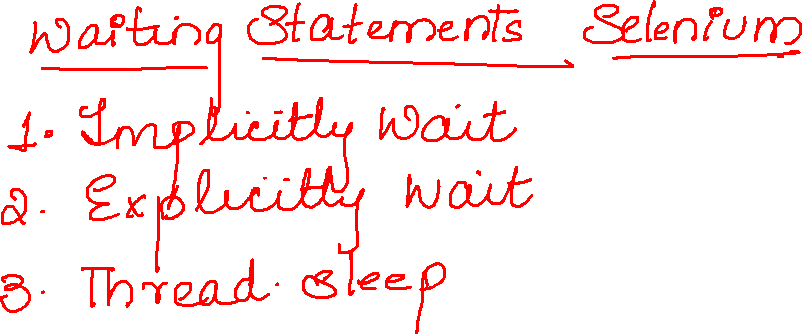 Waiting Statements Selenium
1. Implicitly Wait
2. Explicitly Wait
3. Thread. Sleep